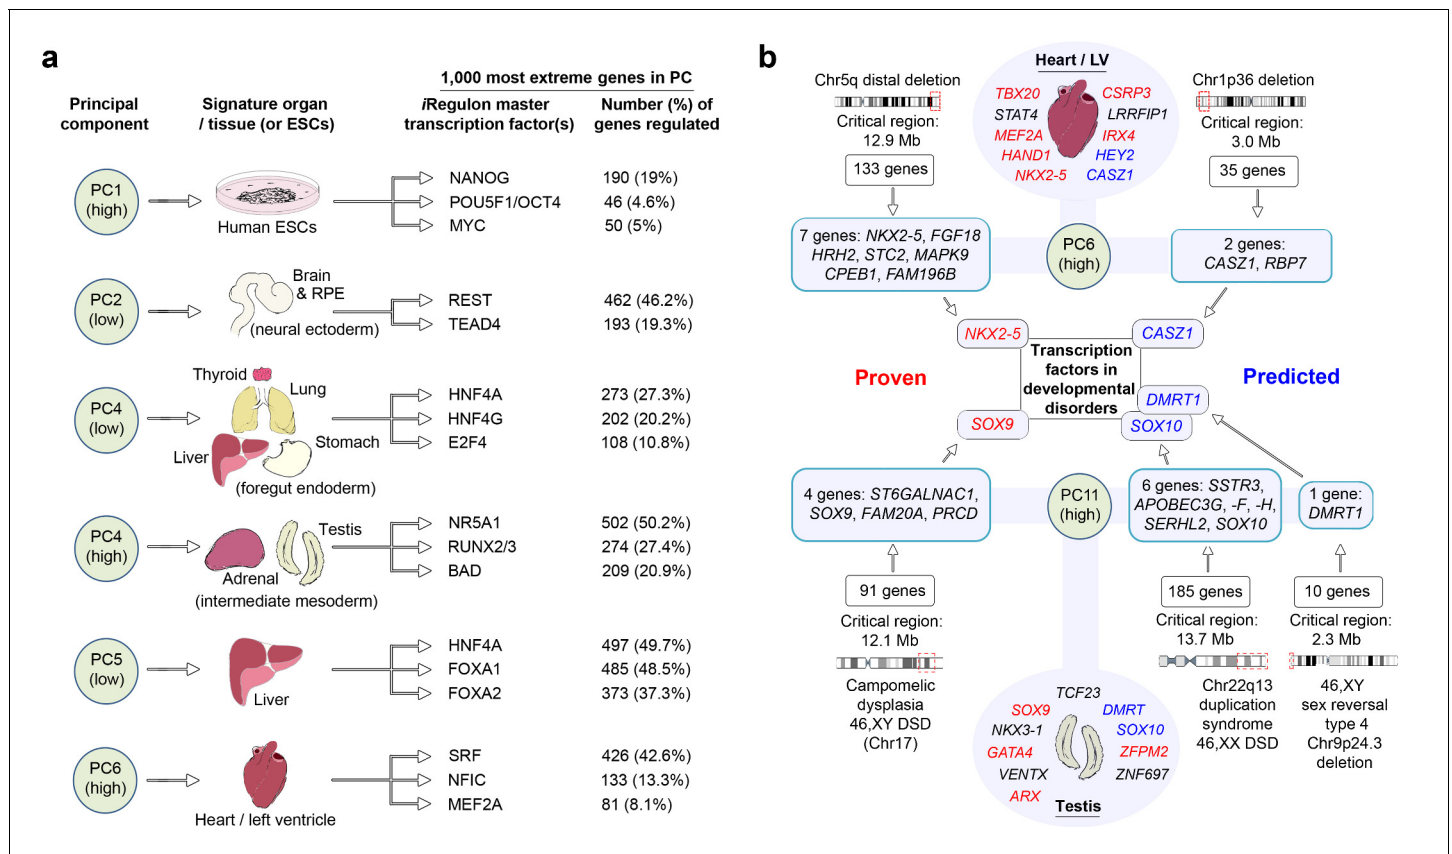 a
1,000 most extreme genes in PC
Principal
component
Signature organ
/ tissue (or ESCs)
iRegulon master
transcription factor(s)
Number (%) of
genes regulated
PC1
(high)
Human ESCs
NANOG 190 (19%)
POU5F1/OCT4 46 (4.6%)
MYC 50 (5%)
PC2
(low)
Brain
& RPE
(neural ectoderm)
REST 462 (46.2%)
TEAD4 193 (19.3%)
PC4
(low)
Thyroid
Lung
Liver
Stomach
(foregut endoderm)
HNF4A 273 (27.3%)
HNF4G 202 (20.2%)
E2F4 108 (10.8%)
PC4
(high)
Testis
Adrenal
(intermediate mesoderm)
NR5A1 502 (50.2%)
RUNX2/3 274 (27.4%)
BAD 209 (20.9%)
PC5
(low)
Liver
HNF4A 497 (49.7%)
FOXA1 485 (48.5%)
FOXA2 373 (37.3%)
PC6
(high)
Heart / left ventricle
SRF 426 (42.6%)
NFIC 133 (13.3%)
MEF2A 81 (8.1%)
b
Chr5q distal deletion
Critical region:
12.9 Mb
133 genes
7 genes: NKX2-5, FGF18
HRH2, STC2, MAPK9
CPEB1, FAM196B
Heart / LV
TBX20
STAT4
MEF2A
HAND1
NKX2-5
CSRP3
LRRFIP1
IRX4
HEY2
CASZ1
PC6
(high)
Chr1p36 deletion
Critical region:
3.0 Mb
35 genes
2 genes:
CASZ1, RBP7
NKX2-5
CASZ1
Transcription
factors in
developmental
disorders
Proven
Predicted
DMRT1
SOX9
SOX10
4 genes: ST6GALNAC1,
SOX9, FAM20A, PRCD
PC11
(high)
6 genes: SSTR3,
APOBEC3G, -F, -H,
SERHL2, SOX10
1 gene:
DMRT1
91 genes
Critical region:
12.1 Mb
Campomelic
dysplasia
46,XY DSD
(Chr17)
185 genes
Critical region:
13.7 Mb
Chr22q13
duplication
syndrome
46,XX DSD
10 genes
Critical region:
2.3 Mb
46,XY
sex reversal
type 4
Chr9p24.3
deletion
TCF23
SOX9
NKX3-1
GATA4
VENTX
ARX
DMRT
SOX10
ZFPM2
ZNF697
Testis